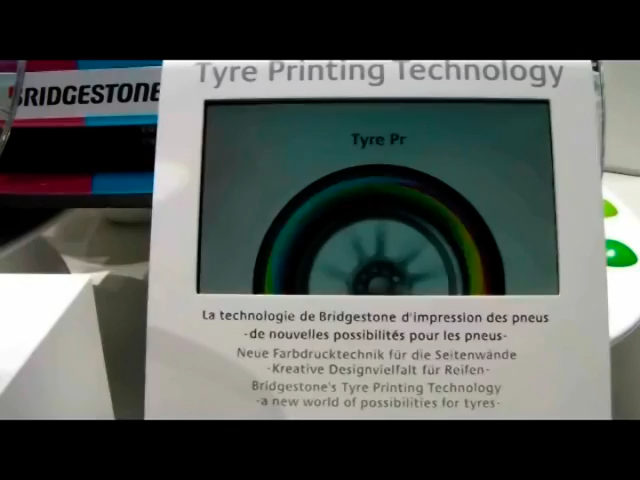 Tyre Printing Technology
BRIDGESTONE
Tyre Pr
La technologie de Bridgestone d'impression des pneus
-de nouvelles possibilités pour les pneus-
Neue Farbdrucktechnik für die Seitenwände
-Kreative Designvielfalt für Reifen-
Bridgestone's Tyre Printing Technology
-a new world of possibilities for tyres-